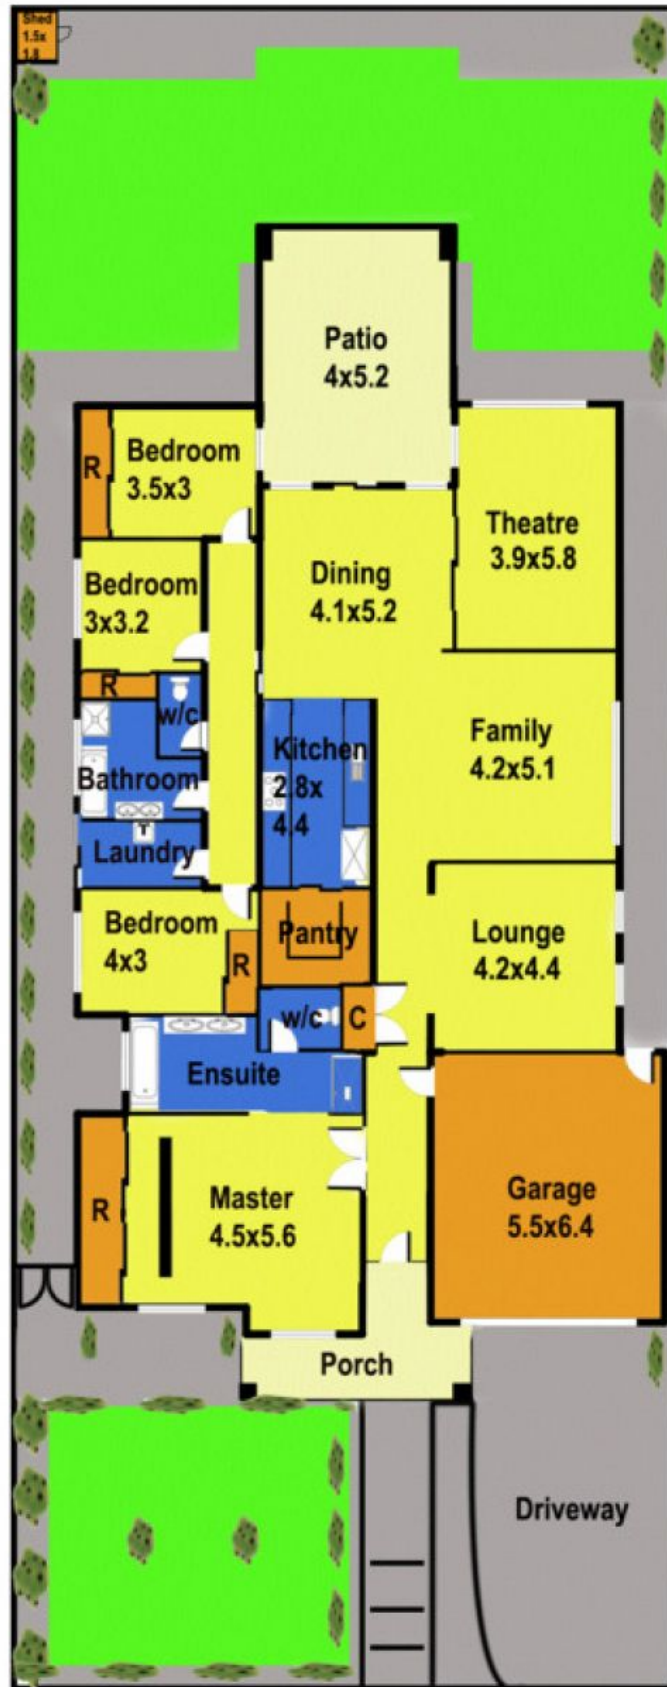 Shed
1.5x
1.8
Patio
4x5.2
R
Bedroom
3.5x3
Theatre
3.9x5.8
Bedroom
3x3.2
Dining
4.1x5.2
R
w/c
Family
4.2x5.1
Kitchen
2.8x
4.4
Bathroom
T
Laundry
Bedroom
4x3
R
Pantry
Lounge
4.2x4.4
w/c
C
Ensuite
R
Master
4.5x5.6
Garage
5.5x6.4
Porch
Driveway